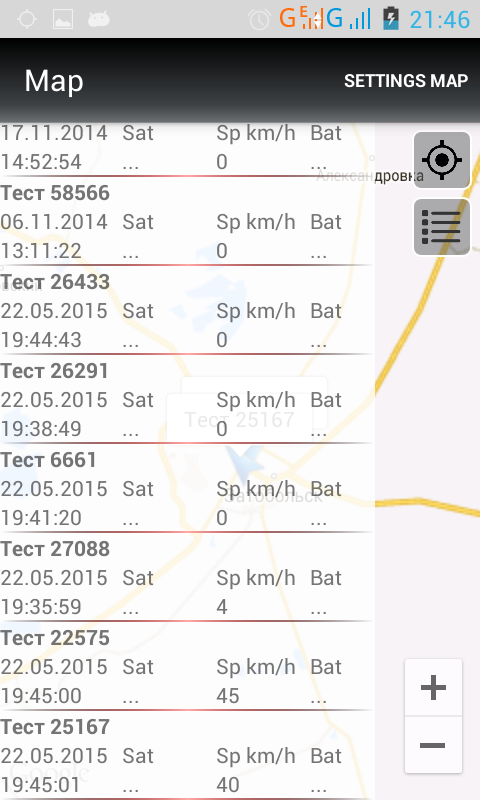 G E G 21:46
Map SETTINGS MAP
17.11.2014 Sat Sp km/h Bat
14:52:54 ... 0 ...
Александровка
Тест 58566
06.11.2014 Sat Sp km/h Bat
13:11:22 ... 0 ...
Тест 26433
22.05.2015 Sat Sp km/h Bat
19:44:43 ... 0 ...
Тест 26291
22.05.2015 Sat Sp km/h Bat
Тест 25167
19:38:49 ... 0 ...
Тест 6661
22.05.2015 Sat Sp km/h Bat
Затобольск
19:41:20 ... 0 ...
Тест 27088
22.05.2015 Sat Sp km/h Bat
19:35:59 ... 4 ...
Тест 22575
22.05.2015 Sat Sp km/h Bat
19:45:00 ... 45 ...
Тест 25167
22.05.2015 Sat Sp km/h Bat
Google
19:45:01 ... 40 ...